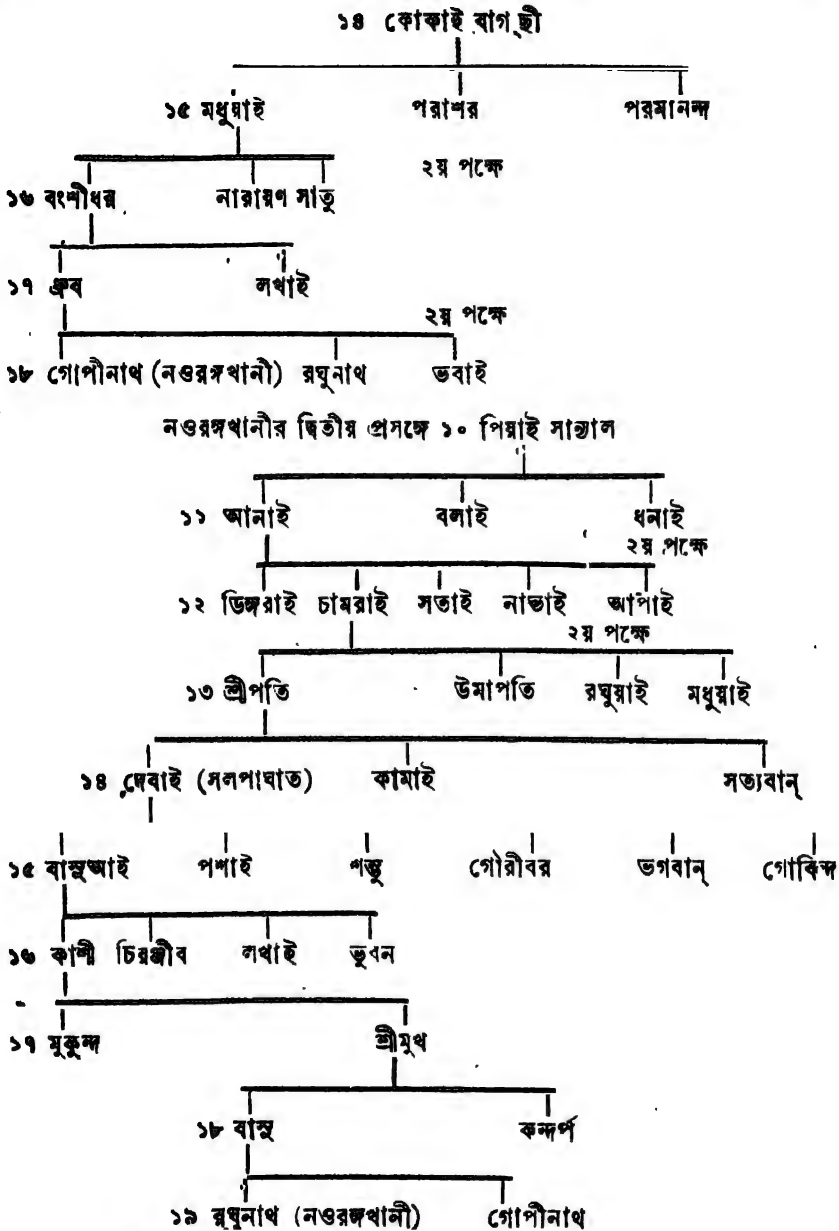 ১৪ কোকাই বাগ্‌ছী
১৫ মধুয়াই পরাশর পরমানন্দ
২য় পক্ষে
১৬ বংশীধর নারায়ণ সাতু
১৭ ধ্রুব লখাই
২য় পক্ষে
১৮ গোপীনাথ (নওরঙ্গখানী) রঘুনাথ ভবাই
নওরঙ্গখানীর দ্বিতীয় প্রসঙ্গে ১০ পিয়াই সান্যাল
১১ আনাই বলাই ধনাই
২য় পক্ষে
১২ ডিঙ্গরাই চামরাই সতাই নান্তাই আপাই
২য় পক্ষে
১৩ শ্রীপতি উমাপতি রঘুয়াই মধুয়াই
১৪ দেবাই (সলপাঘাত) কামাই সত্যবান্
১৫ বাসুআই পশাই শম্ভু গৌরীবর ভগবান্ গোবিন্দ
১৬ কাশী চিরঞ্জীব লখাই ভুবন
১৭ মুকুন্দ শ্রীমুখ
১৮ বাসু কন্দর্প
১৯ রঘুনাথ (নওরঙ্গখানী) গোপীনাথ